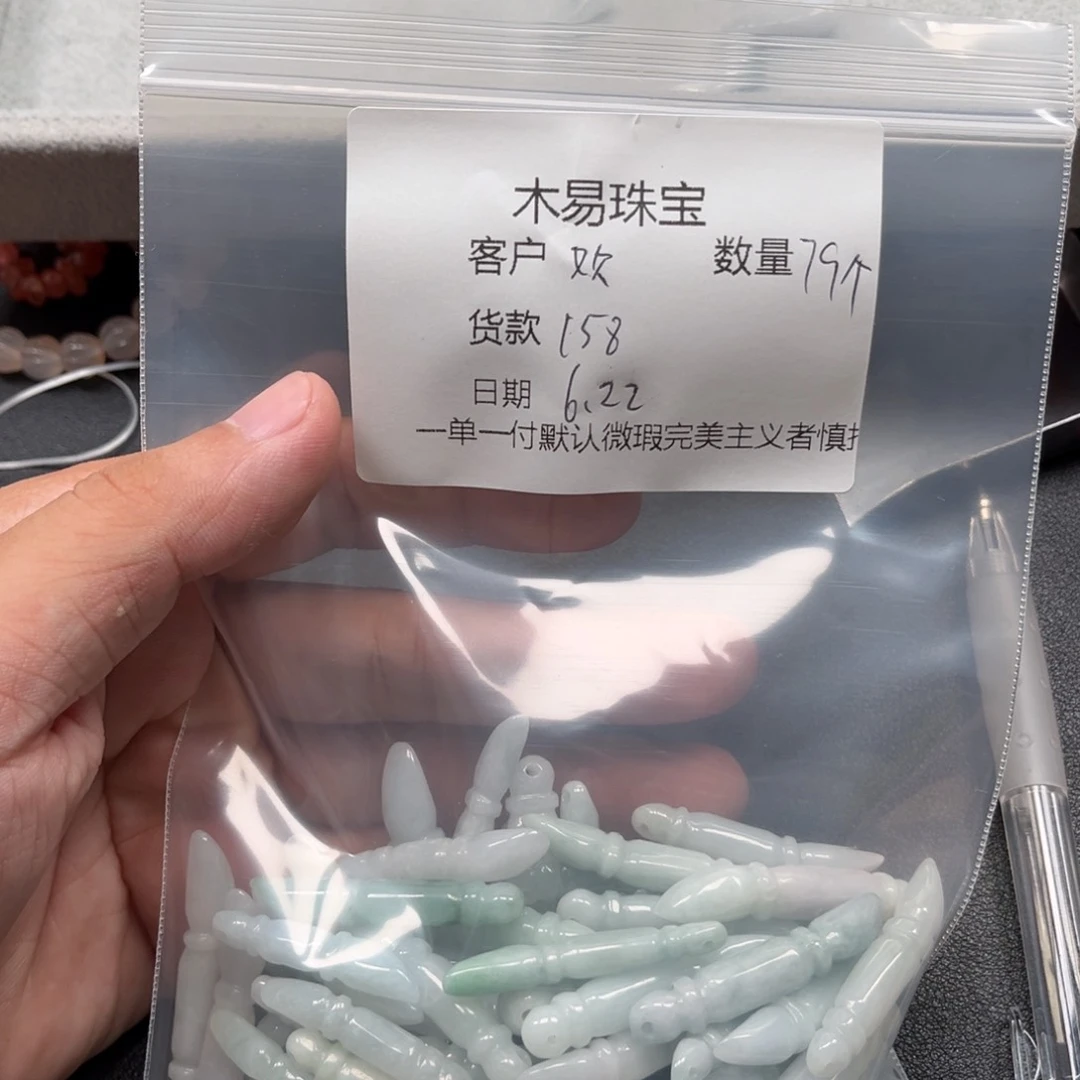 木易珠宝
客户 欢 数量79个
货款 158
日期 6.22
一单一付默认微瑕完美主义者慎